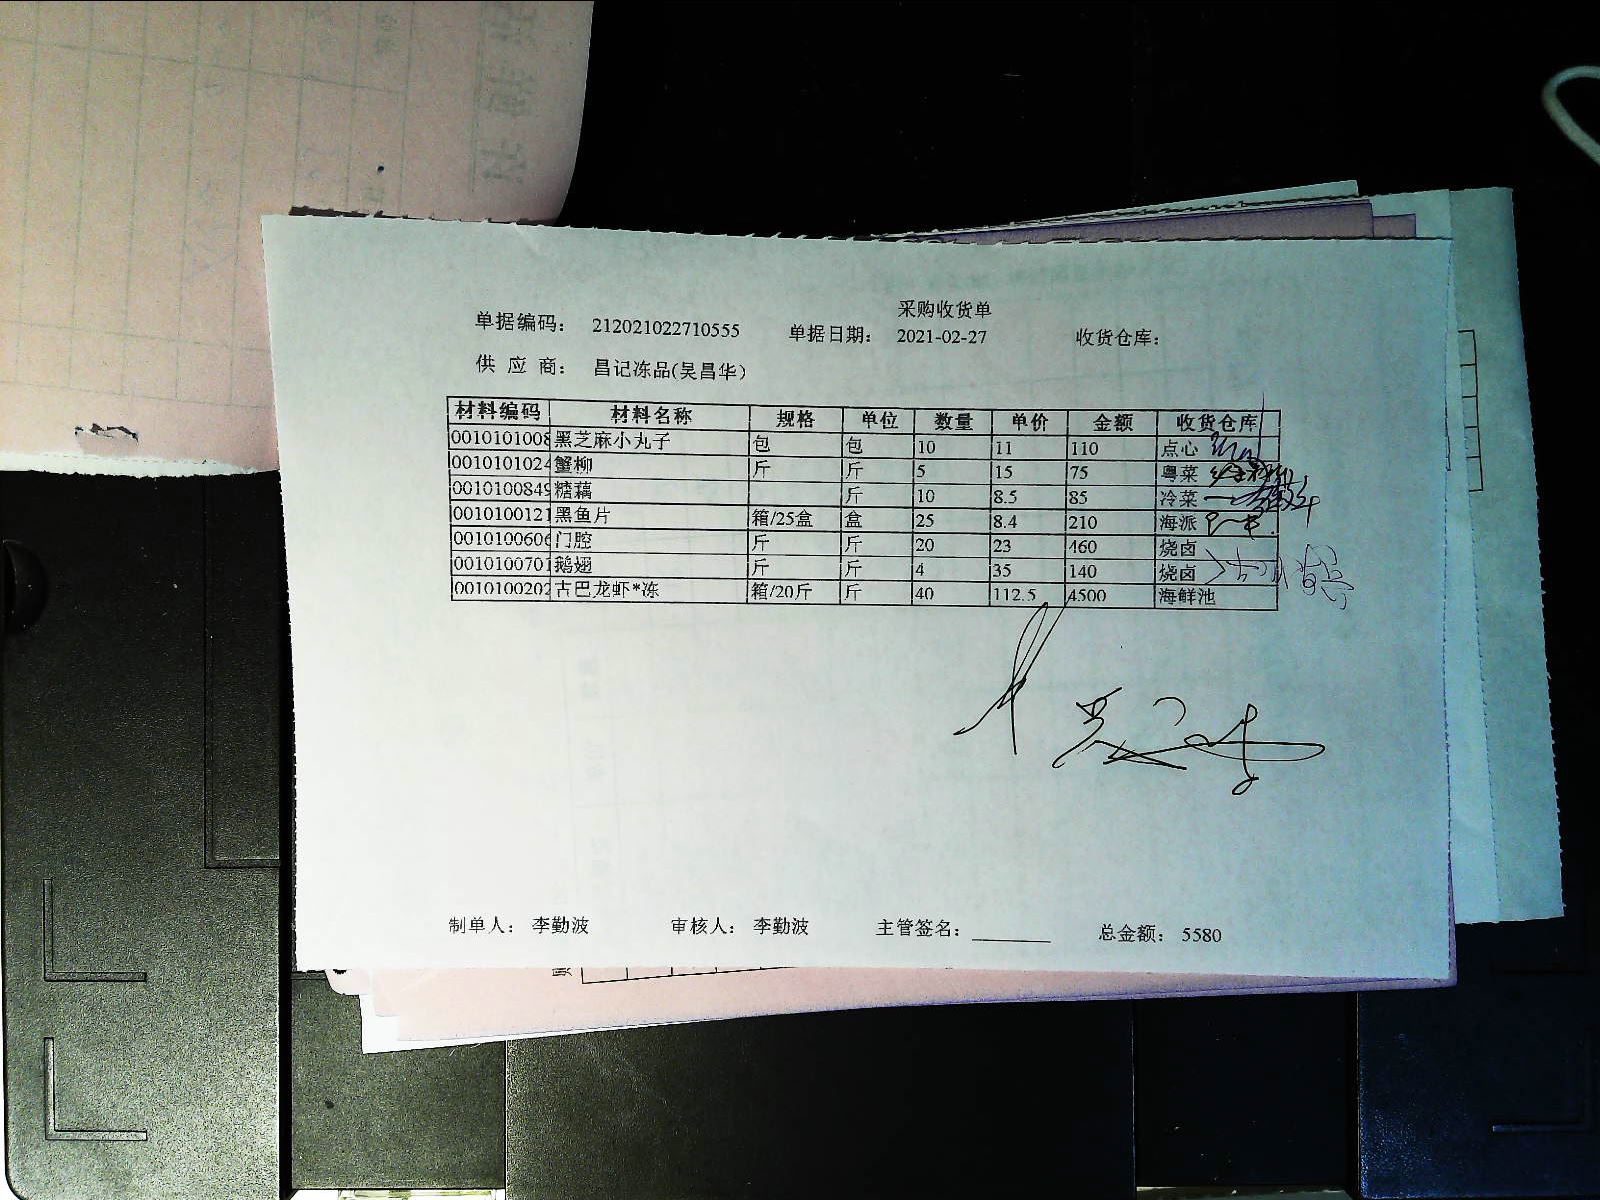 采购收货单
单据编码： 212021022710555 单据日期： 2021-02-27 收货仓库：
供 应 商： 昌记冻品(吴昌华)
材料编码 材料名称 规格 单位 数量 单价 金额 收货仓库
0010101008 黑芝麻小丸子 包 包 10 11 110 点心
0010101024 蟹柳 斤 斤 5 15 75 粤菜
0010100849 糖藕 斤 10 8.5 85 冷菜
0010100121 黑鱼片 箱/25盒 盒 25 8.4 210 海派
0010100606 门腔 斤 斤 20 23 460 烧卤
0010100701 鹅翅 斤 斤 4 35 140 烧卤
0010100202 古巴龙虾*冻 箱/20斤 斤 40 112.5 4500 海鲜池
制单人： 李勤波 审核人： 李勤波 主管签名： 总金额： 5580